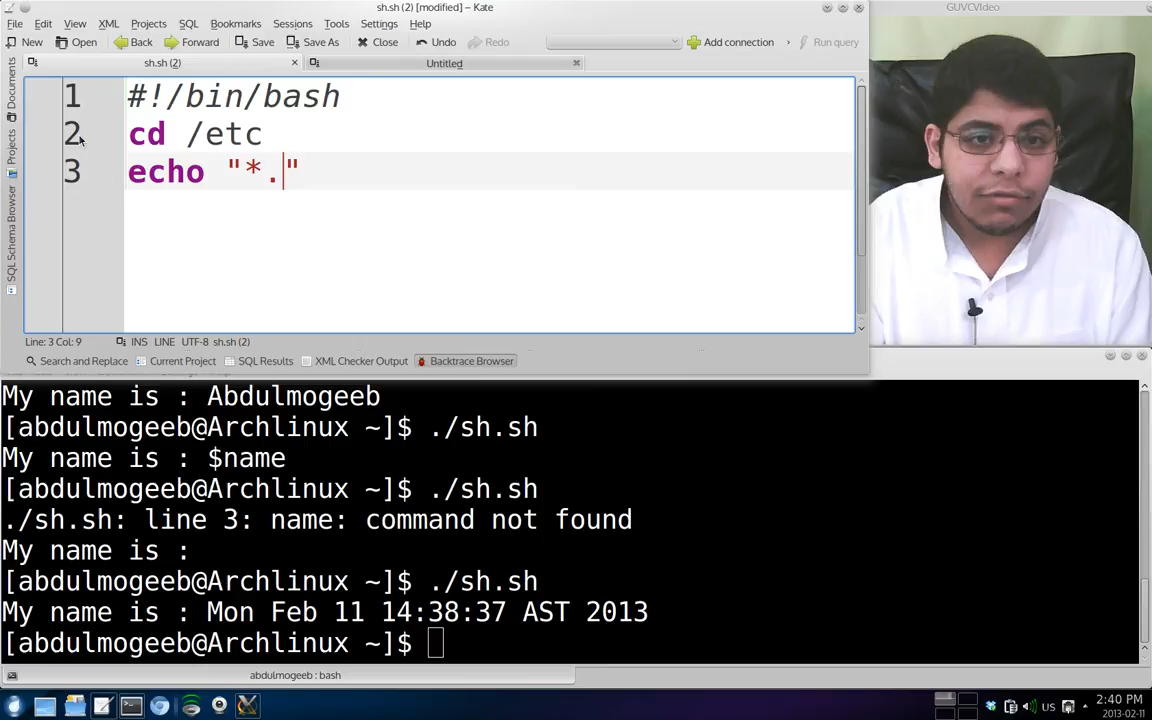 sh.sh (2) [modified] – Kate
GUVCVIdeo
File Edit View XML Projects SQL Bookmarks Sessions Tools Settings Help
New Open Back Forward Save Save As Close Undo Redo Add connection Run query
sh.sh (2) Untitled
Documents
Projects
SQL Schema Browser
1 #!/bin/bash
2 cd /etc
3 echo "*."
Line: 3 Col: 9 INS LINE UTF-8 sh.sh (2)
Search and Replace Current Project SQL Results XML Checker Output Backtrace Browser
My name is : Abdulmogeeb
[abdulmogeeb@Archlinux ~]$ ./sh.sh
My name is : $name
[abdulmogeeb@Archlinux ~]$ ./sh.sh
./sh.sh: line 3: name: command not found
My name is :
[abdulmogeeb@Archlinux ~]$ ./sh.sh
My name is : Mon Feb 11 14:38:37 AST 2013
[abdulmogeeb@Archlinux ~]$
abdulmogeeb : bash
US 2:40 PM
2013-02-11